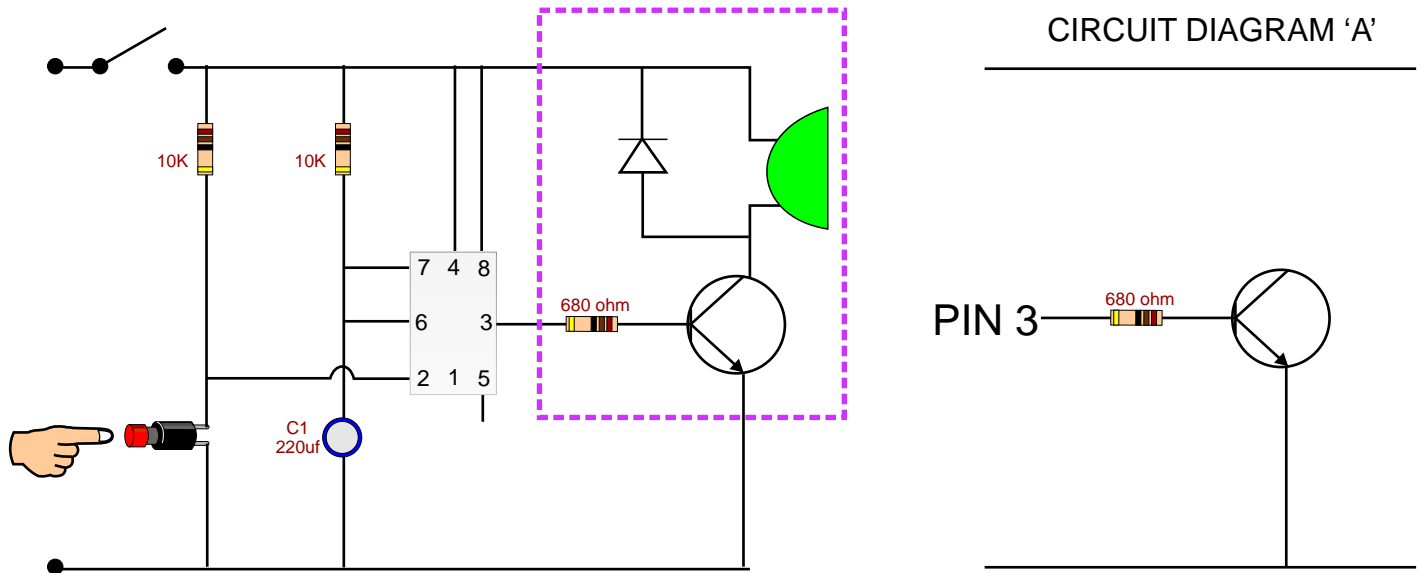 CIRCUIT DIAGRAM ‘A’
10K
10K
7 4 8
680 ohm
6
3
2 1 5
C1
220uf
680 ohm
PIN 3